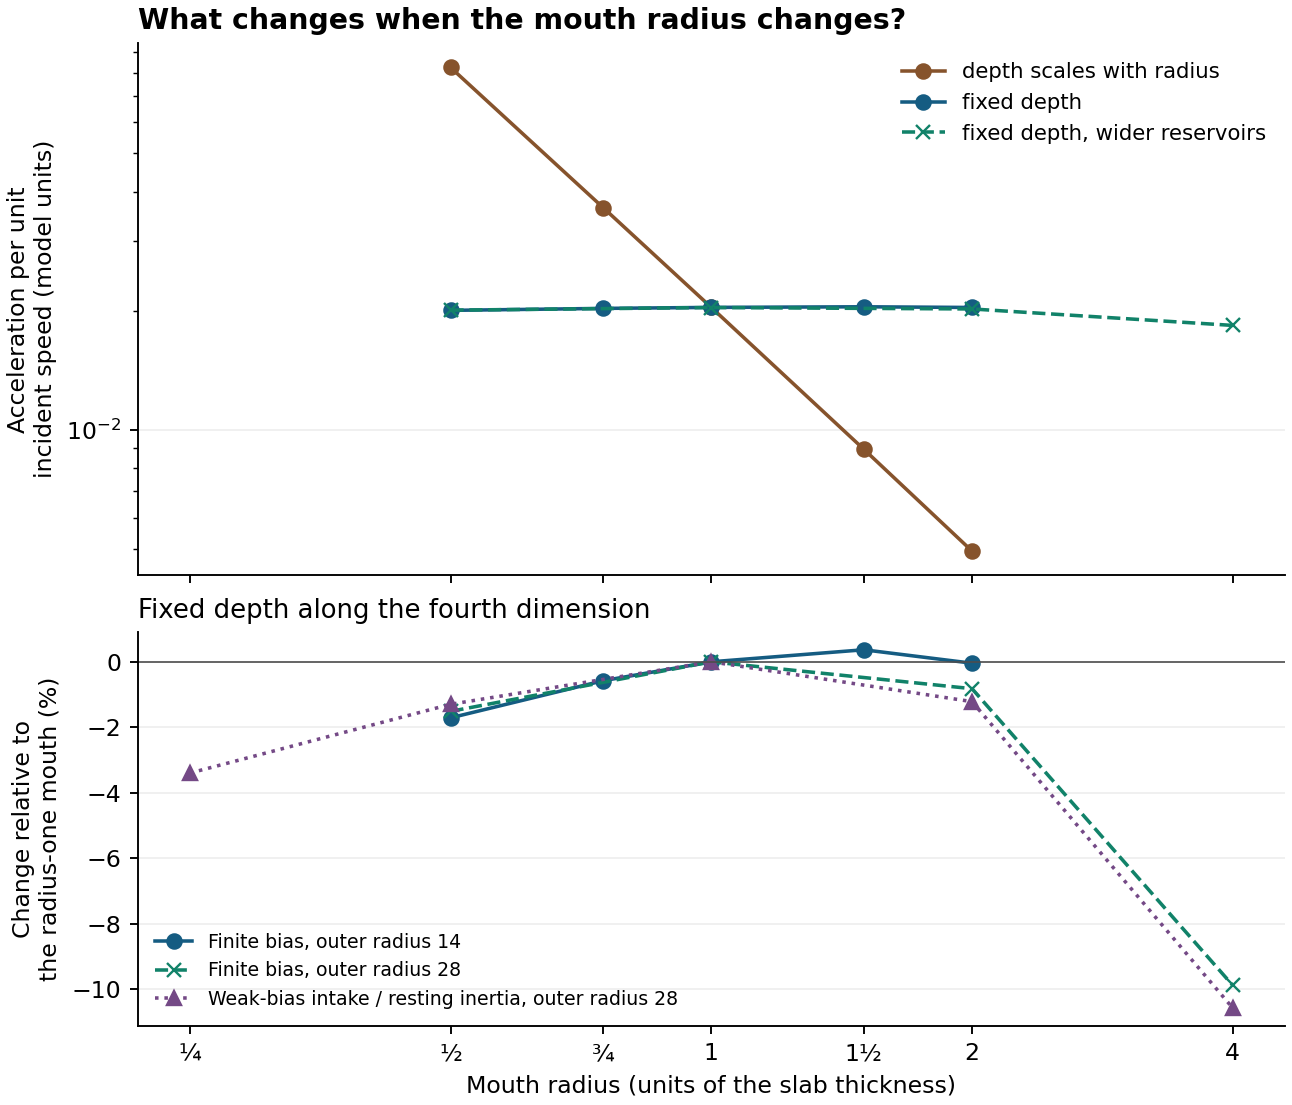 What changes when the mouth radius changes?
Acceleration per unit
incident speed (model units)
10⁻²
depth scales with radius
fixed depth
fixed depth, wider reservoirs
Fixed depth along the fourth dimension
Change relative to
the radius-one mouth (%)
0
−2
−4
−6
−8
−10
Finite bias, outer radius 14
Finite bias, outer radius 28
Weak-bias intake / resting inertia, outer radius 28
¼ ½ ¾ 1 1½ 2 4
Mouth radius (units of the slab thickness)